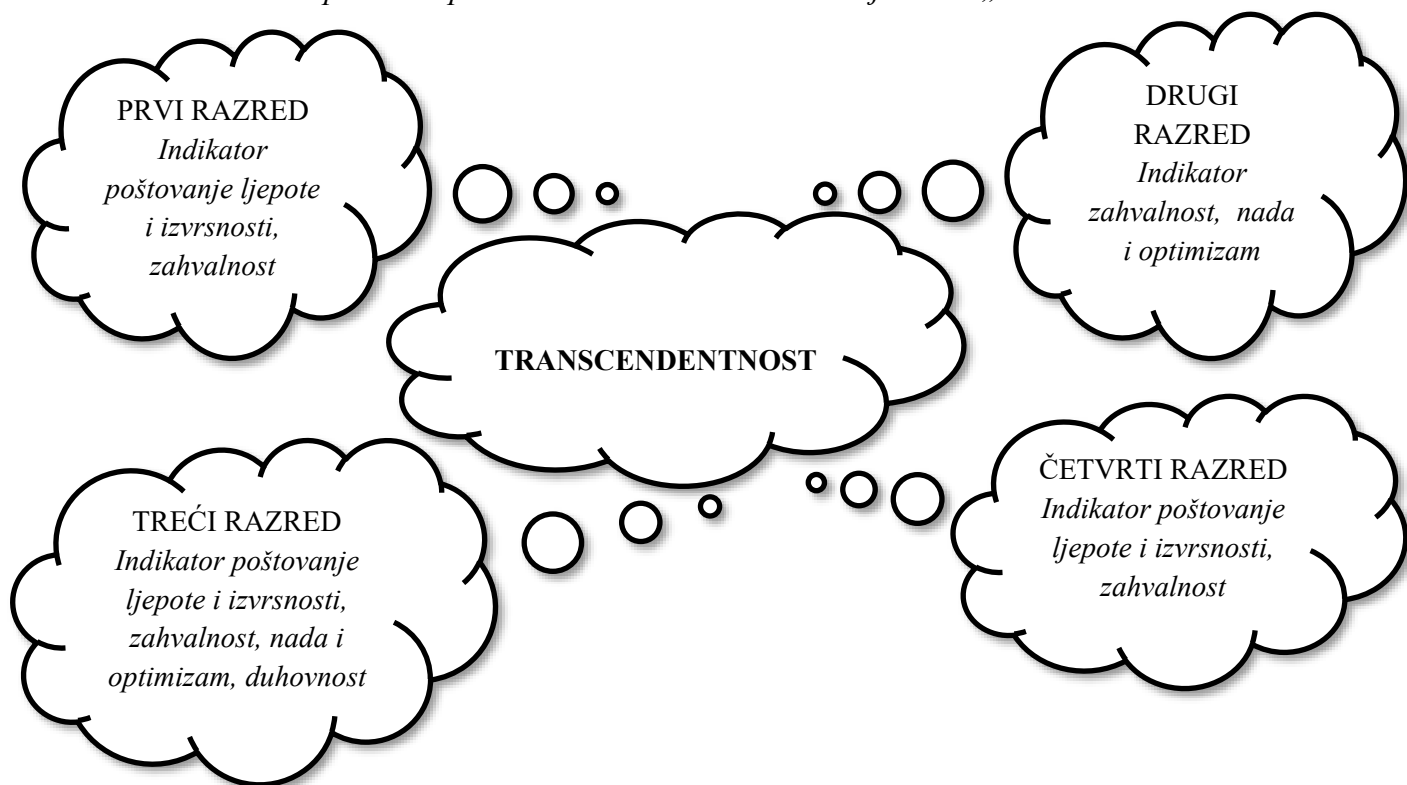 PRVI RAZRED
Indikator
poštovanje ljepote
i izvrsnosti,
zahvalnost
DRUGI
RAZRED
Indikator
zahvalnost, nada
i optimizam
TRANSCENDENTNOST
TREĆI RAZRED
Indikator poštovanje
ljepote i izvrsnosti,
zahvalnost, nada i
optimizam, duhovnost
ČETVRTI RAZRED
Indikator poštovanje
ljepote i izvrsnosti,
zahvalnost